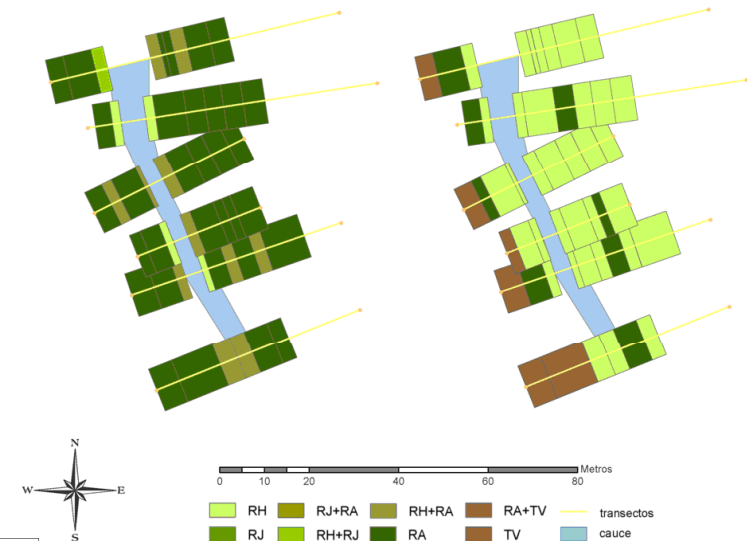 N
W E
S
Metros
0 5 10 20 40 60 80
RH RJ+RA RH+RA RA+TV transectos
RJ RH+RJ RA TV cauce